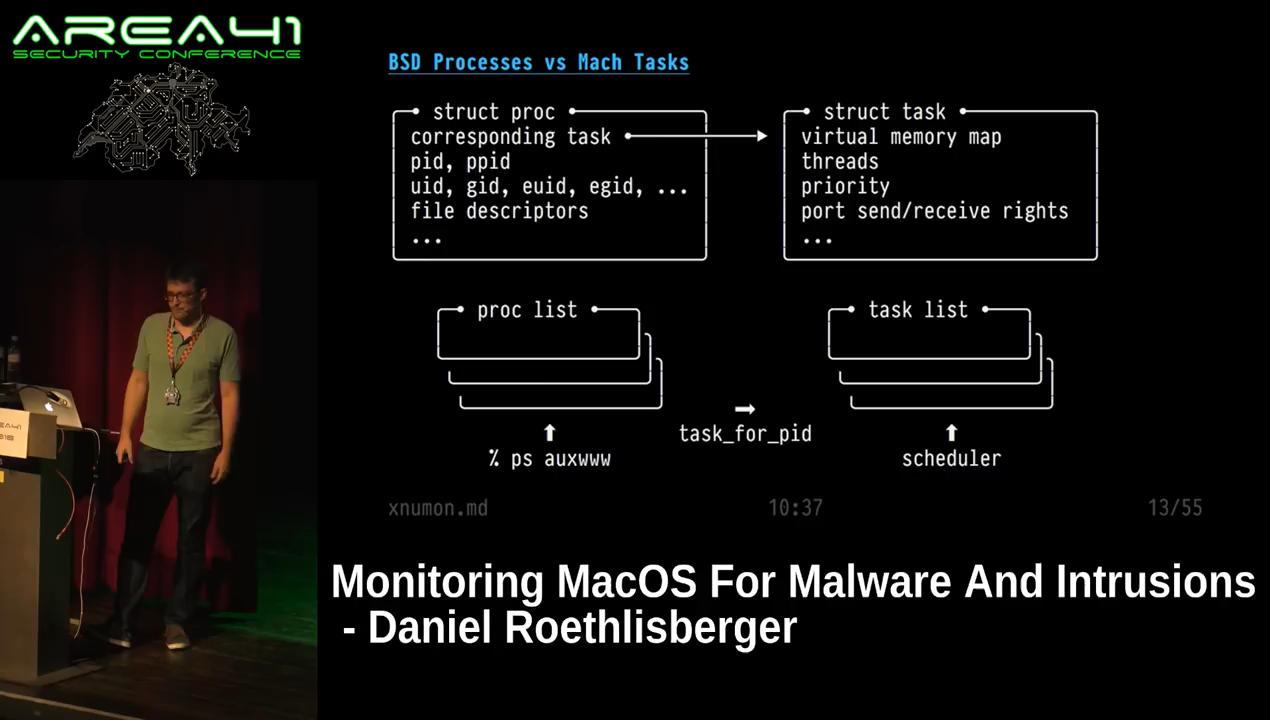 AREA41
SECURITY CONFERENCE
BSD Processes vs Mach Tasks
struct proc
corresponding task
pid, ppid
uid, gid, euid, egid, ...
file descriptors
...
struct task
virtual memory map
threads
priority
port send/receive rights
...
proc list
task list
task_for_pid
% ps auxwww
scheduler
xnumon.md
10:37
13/55
Monitoring MacOS For Malware And Intrusions
- Daniel Roethlisberger